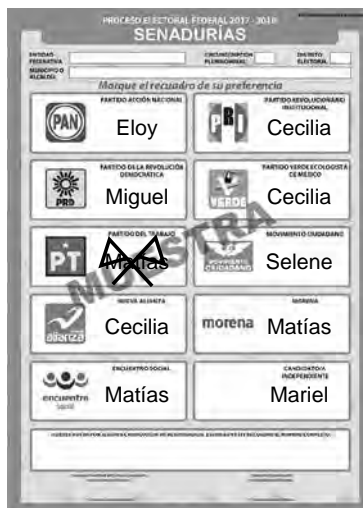 PROCESO ELECTORAL FEDERAL 2017 - 2018
SENADURÍAS
ENTIDAD FEDERATIVA
CIRCUNSCRIPCIÓN PLURINOMINAL
DISTRITO ELECTORAL
MUNICIPIO O ALCALDÍA
Marque el recuadro de su preferencia
PARTIDO ACCIÓN NACIONAL
PAN
Eloy
PARTIDO REVOLUCIONARIO INSTITUCIONAL
PRI
Cecilia
PARTIDO DE LA REVOLUCIÓN DEMOCRÁTICA
PRD
Miguel
PARTIDO VERDE ECOLOGISTA DE MÉXICO
VERDE
Cecilia
PARTIDO DEL TRABAJO
PT
Matías
MOVIMIENTO CIUDADANO
MOVIMIENTO CIUDADANO
Selene
MUESTRA
NUEVA ALIANZA
alianza
Cecilia
MORENA
morena
Matías
ENCUENTRO SOCIAL
encuentro social
Matías
CANDIDATO/A INDEPENDIENTE
Mariel